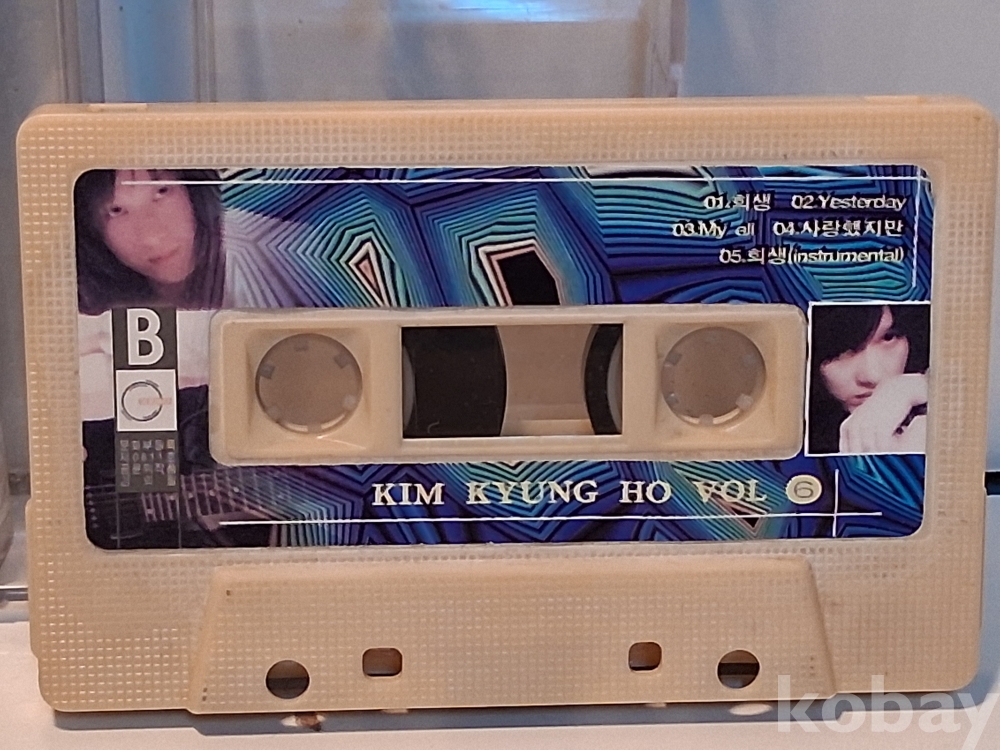 01.희생 02.Yesterday
03.My all 04.사랑했지만
05.희생(instrumental)
B
KIM KYUNG HO VOL 6
kobay